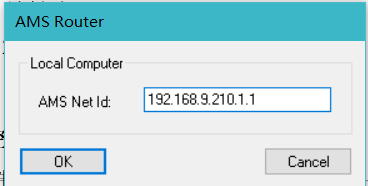 AMS Router
Local Computer
AMS Net Id: 192.168.9.210.1.1
OK Cancel